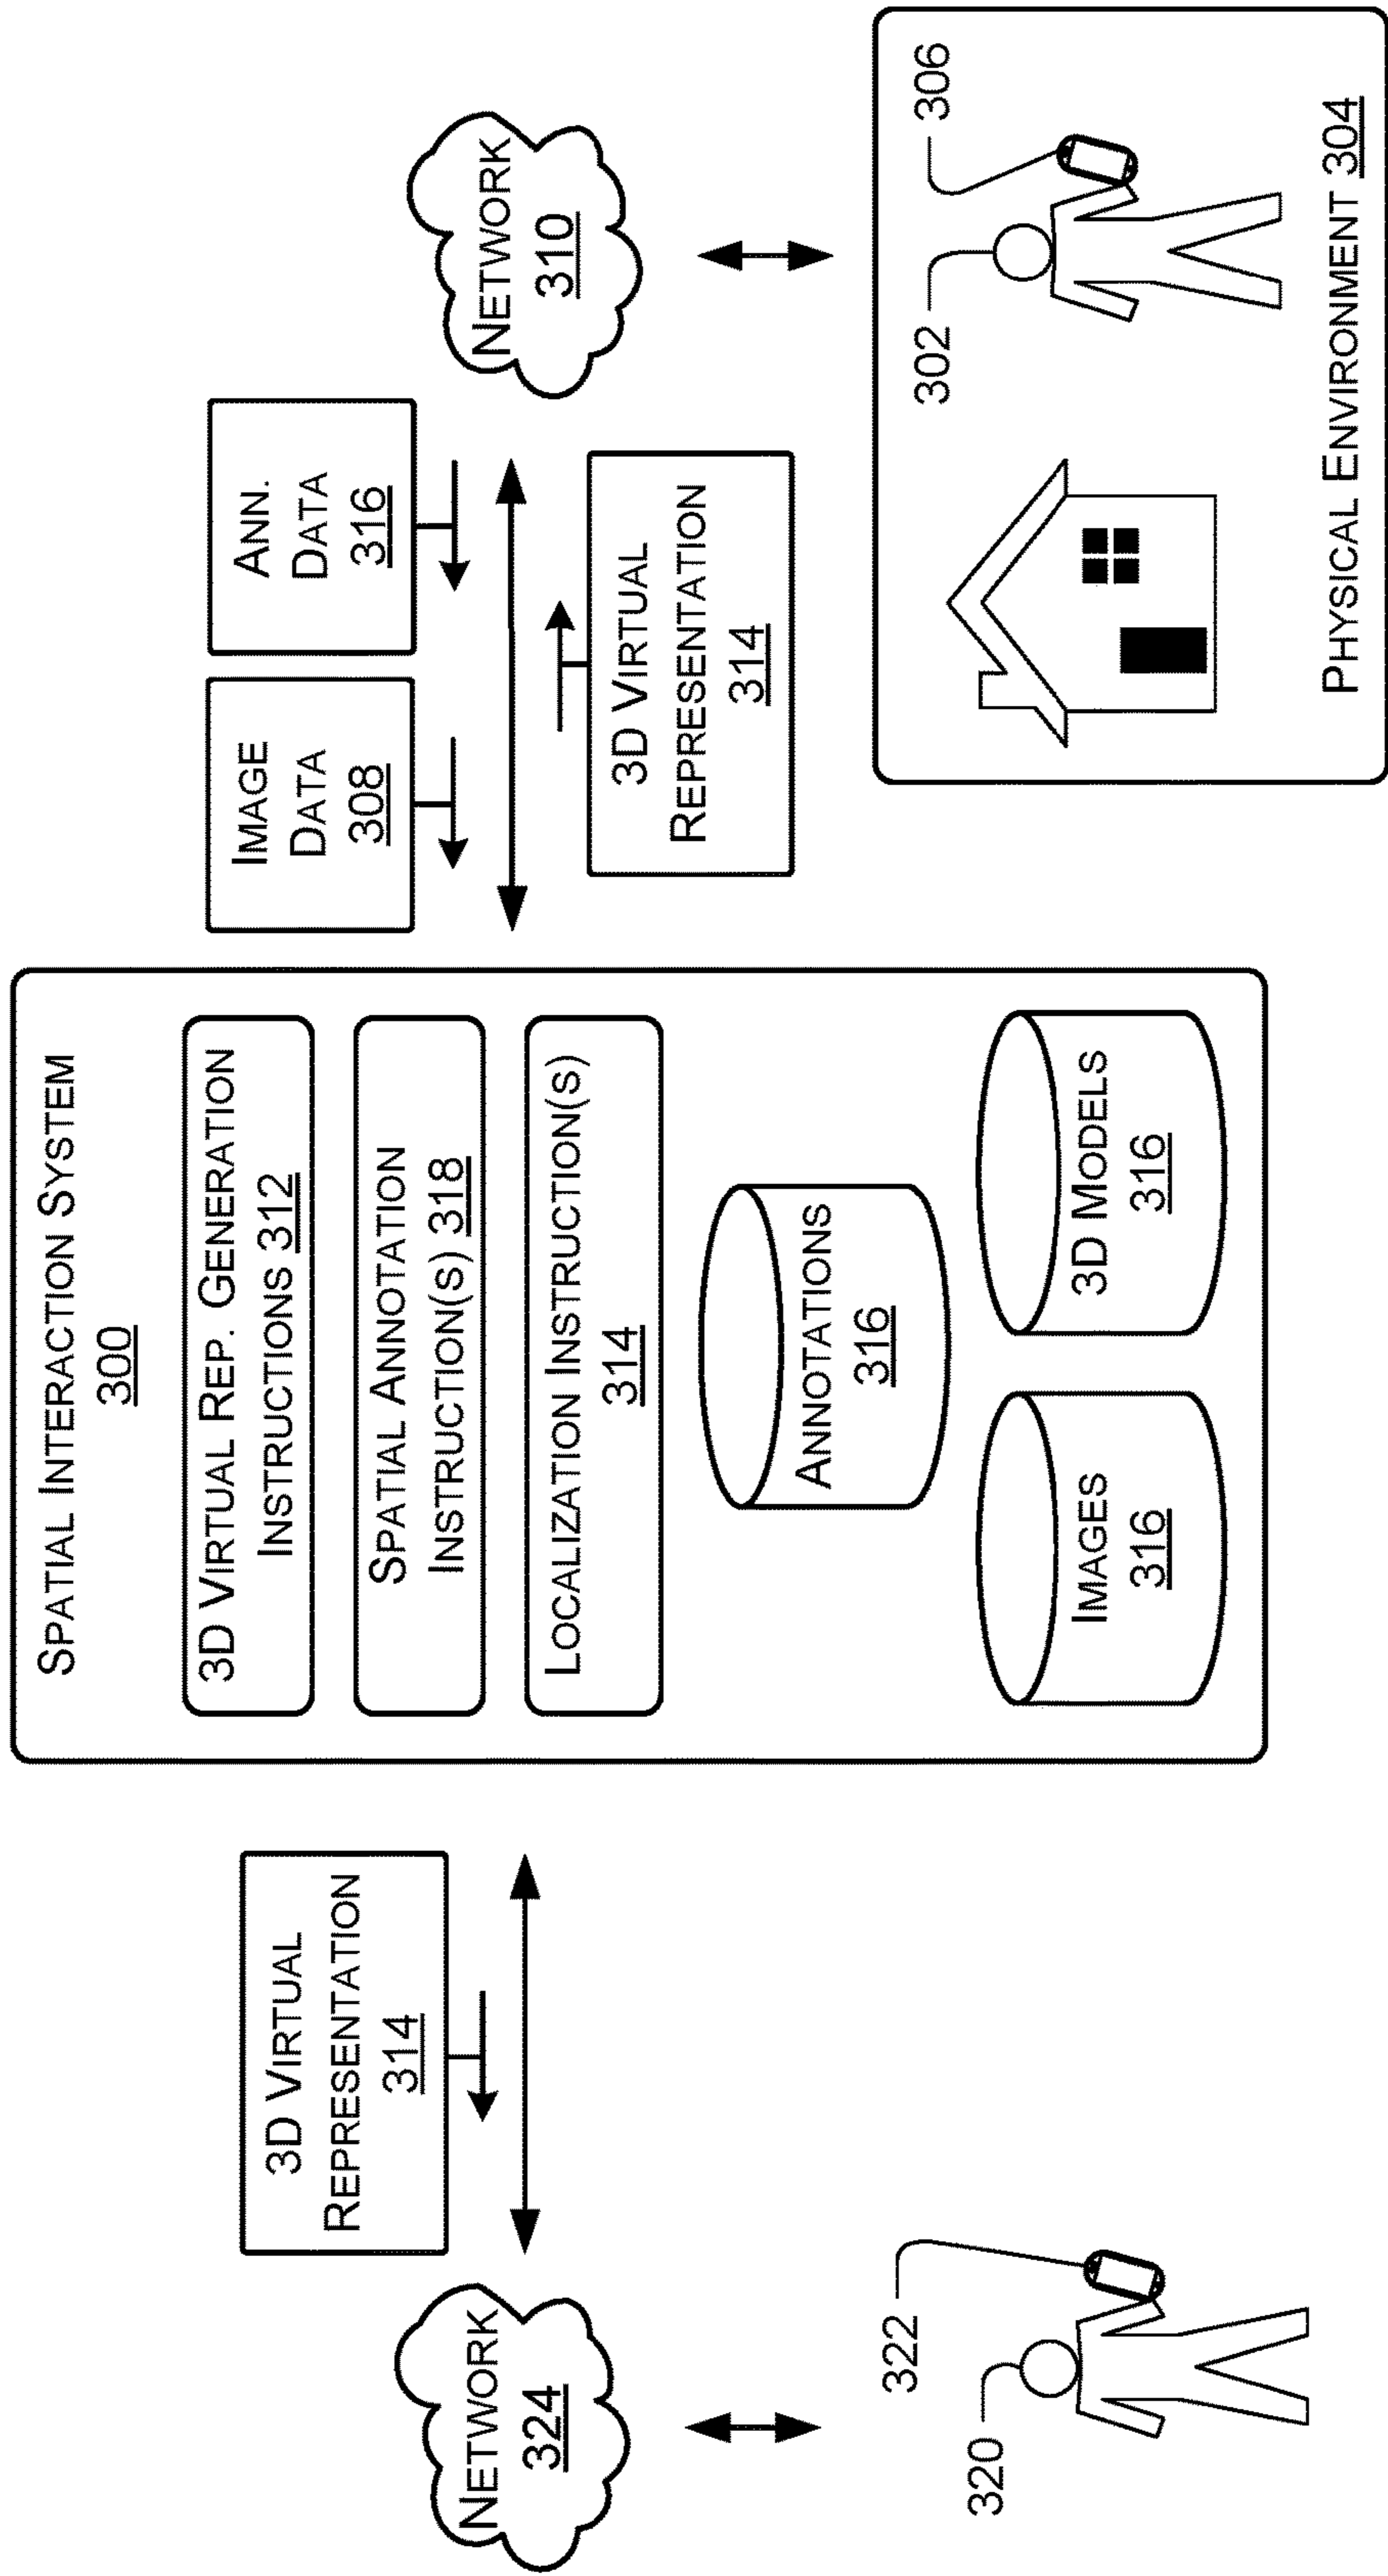 SPATIAL INTERACTION SYSTEM
300
3D VIRTUAL REP. GENERATION
INSTRUCTIONS 312
SPATIAL ANNOTATION
INSTRUCTION(S) 318
LOCALIZATION INSTRUCTION(S)
314
ANNOTATIONS
316
IMAGES
316
3D MODELS
316
3D VIRTUAL
REPRESENTATION
314
NETWORK
324
322
320
IMAGE
DATA
308
ANN.
DATA
316
3D VIRTUAL
REPRESENTATION
314
NETWORK
310
302
306
PHYSICAL ENVIRONMENT 304